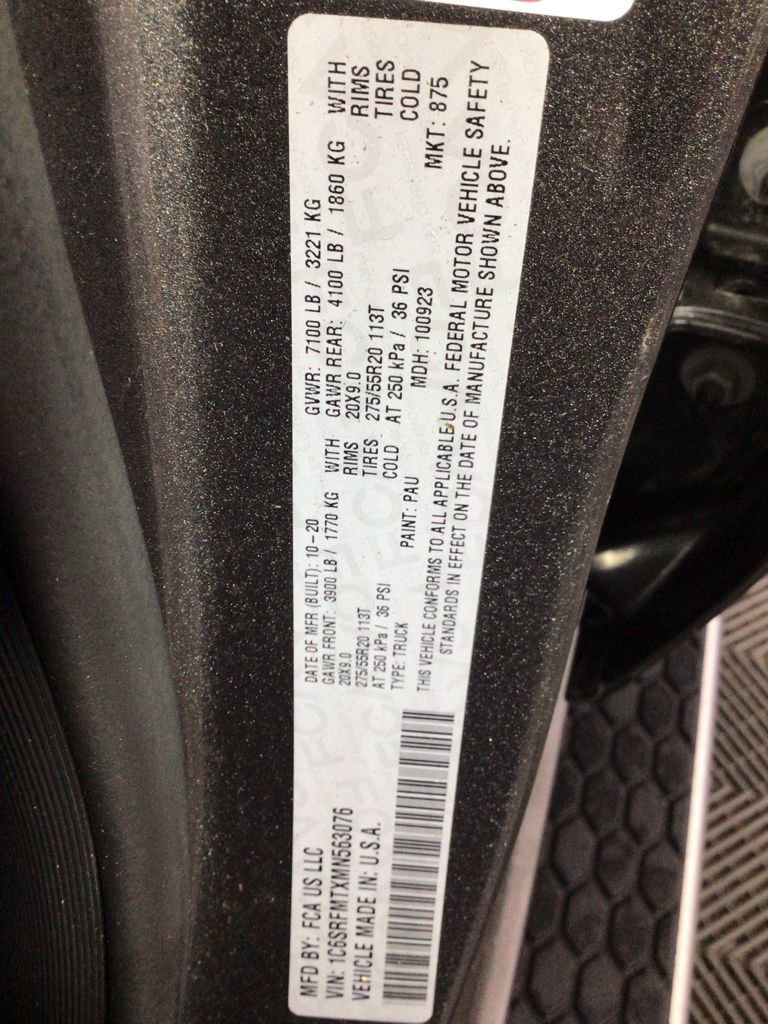 MFD BY: FCA US LLC
DATE OF MFR (BUILT): 10-20
GVWR: 7100 LB / 3221 KG
VIN: 1C6SRFMTXMN563076
GAWR FRONT: 3900 LB / 1770 KG WITH
GAWR REAR: 4100 LB / 1860 KG WITH
VEHICLE MADE IN: U.S.A.
20X9.0 RIMS
20X9.0 RIMS
275/55R20 113T TIRES
275/55R20 113T TIRES
AT 250 kPa / 36 PSI COLD
AT 250 kPa / 36 PSI COLD
TYPE: TRUCK PAINT: PAU MDH: 100923 MKT: 875
THIS VEHICLE CONFORMS TO ALL APPLICABLE U.S.A. FEDERAL MOTOR VEHICLE SAFETY
STANDARDS IN EFFECT ON THE DATE OF MANUFACTURE SHOWN ABOVE.